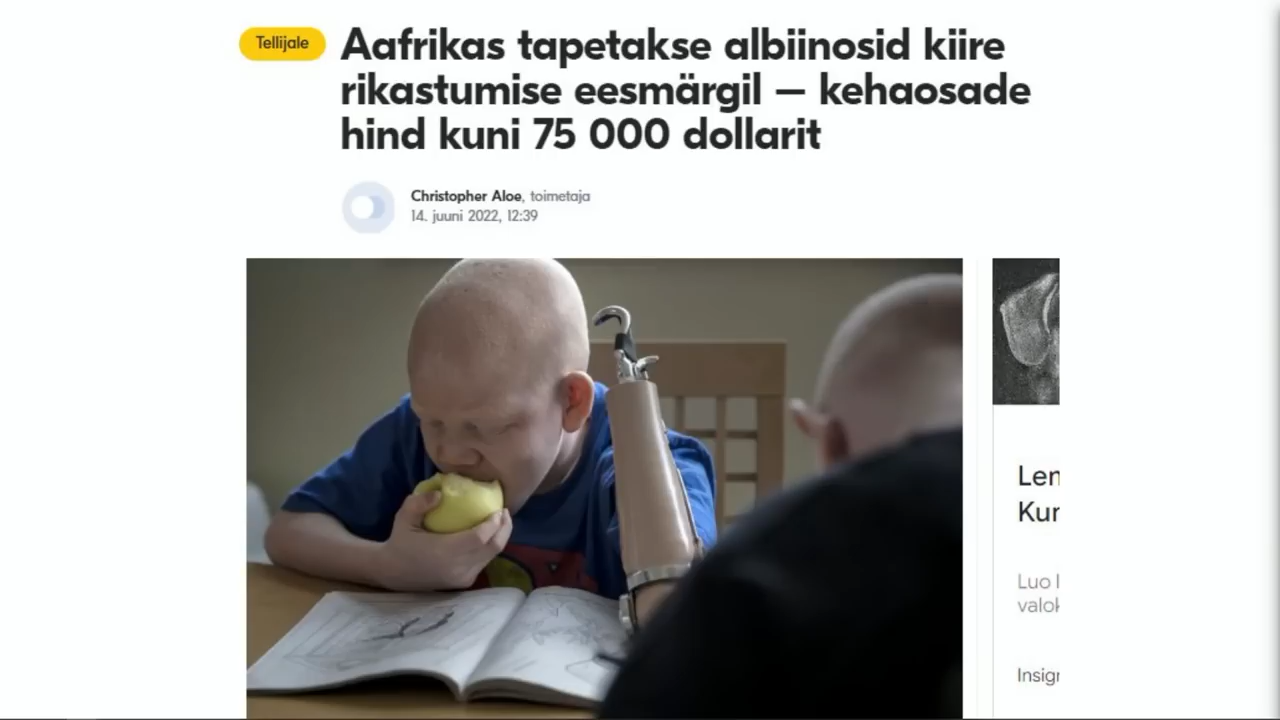 Tellijale
Aafrikas tapetakse albiinosid kiire
rikastumise eesmärgil — kehaosade
hind kuni 75 000 dollarit
Christopher Aloe, toimetaja
14. juuni 2022, 12:39
Luo